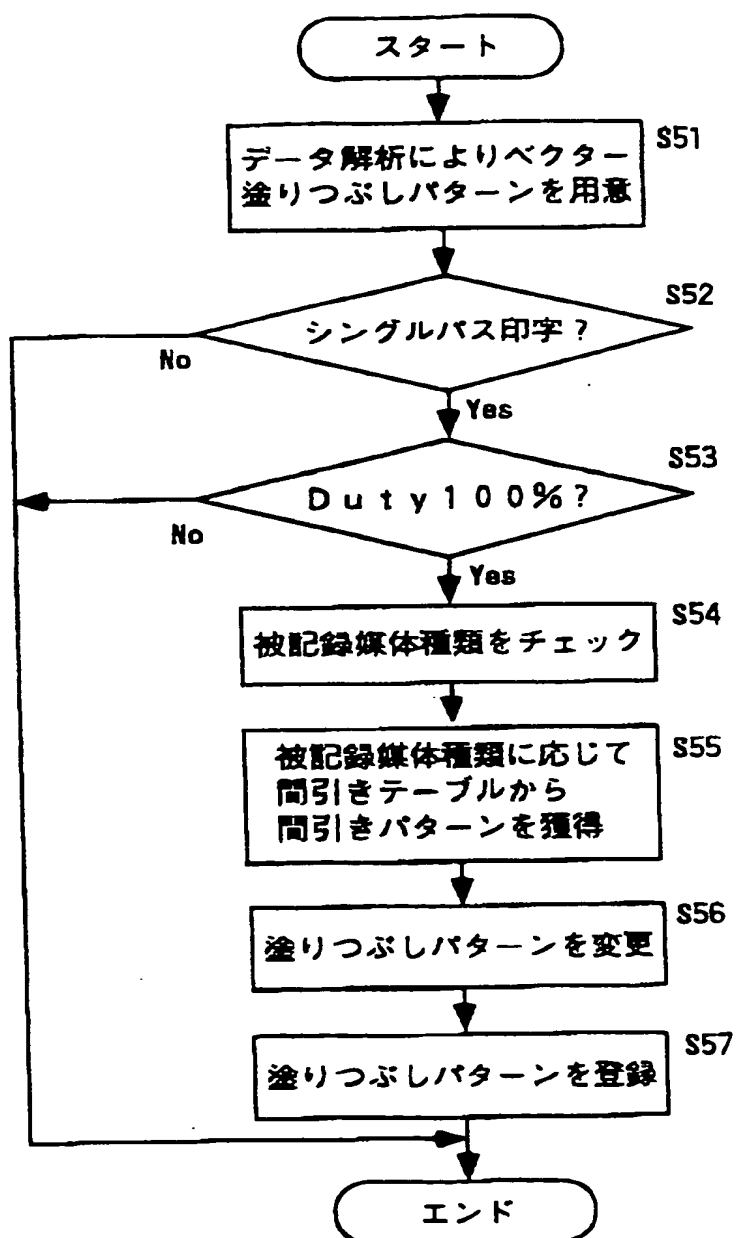 スタート
S51
データ解析によりベクター
塗りつぶしパターンを用意
S52
シングルパス印字?
No
Yes
S53
Duty100%?
No
Yes
S54
被記録媒体種類をチェック
S55
被記録媒体種類に応じて
間引きテーブルから
間引きパターンを獲得
S56
塗りつぶしパターンを変更
S57
塗りつぶしパターンを登録
エンド